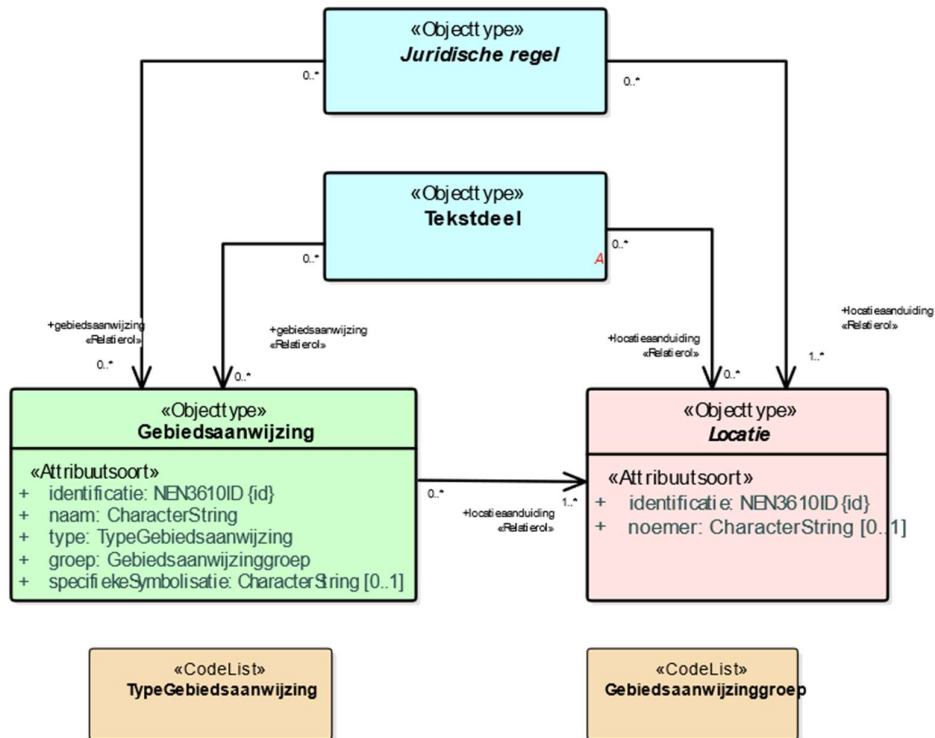 «Objecttype»
Juridische regel
0..*
0..*
«Objecttype»
Tekstdeel
0..*
0..*
A
+gebiedsaanwijzing
«Relatierol»
0..*
+gebiedsaanwijzing
«Relatierol»
0..*
+locatieaanduiding
«Relatierol»
0..*
+locatieaanduiding
«Relatierol»
1..*
«Objecttype»
Gebiedsaanwijzing
«Attribuutsoort»
+ identificatie: NEN3610ID {id}
+ naam: CharacterString
+ type: TypeGebiedsaanwijzing
+ groep: Gebiedsaanwijzinggroep
+ specifiekeSymbolisatie: CharacterString [0..1]
0..*
+locatieaanduiding
«Relatierol»
1..*
«Objecttype»
Locatie
«Attribuutsoort»
+ identificatie: NEN3610ID {id}
+ noemer: CharacterString [0..1]
«CodeList»
TypeGebiedsaanwijzing
«CodeList»
Gebiedsaanwijzinggroep